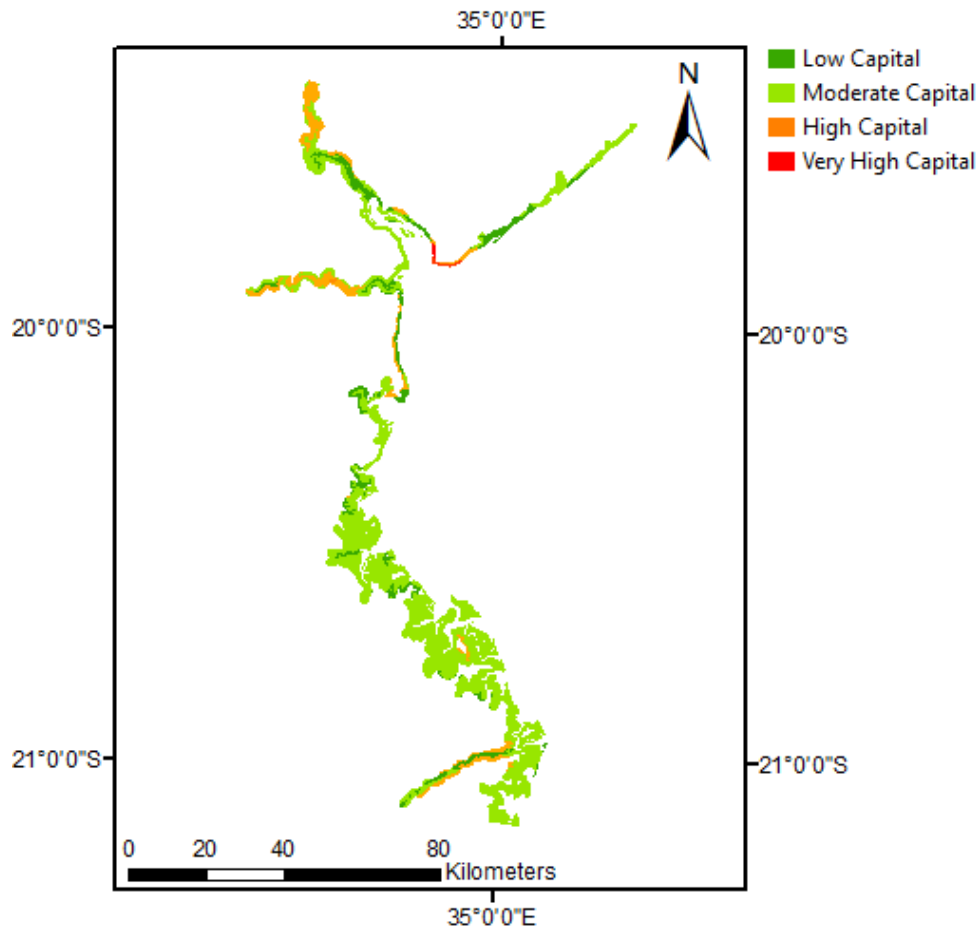 35°0'0"E
Low Capital
Moderate Capital
High Capital
Very High Capital
N
20°0'0"S
20°0'0"S
21°0'0"S
21°0'0"S
0 20 40 80
Kilometers
35°0'0"E